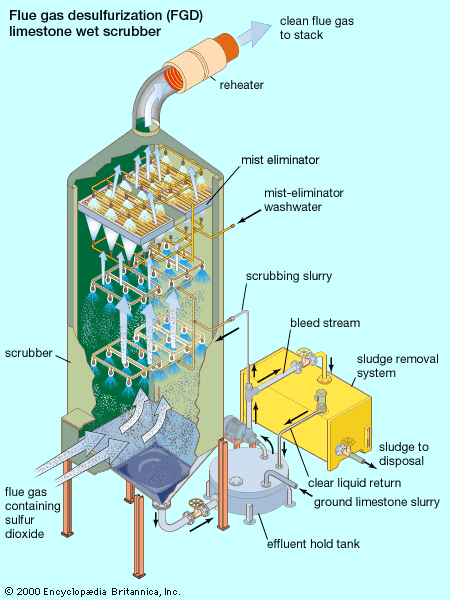 Flue gas desulfurization (FGD)
limestone wet scrubber
clean flue gas
to stack
reheater
mist eliminator
mist-eliminator
washwater
scrubbing slurry
bleed stream
scrubber
sludge removal
system
sludge to
disposal
clear liquid return
flue gas
containing
sulfur
dioxide
ground limestone slurry
effluent hold tank
© 2000 Encyclopædia Britannica, Inc.